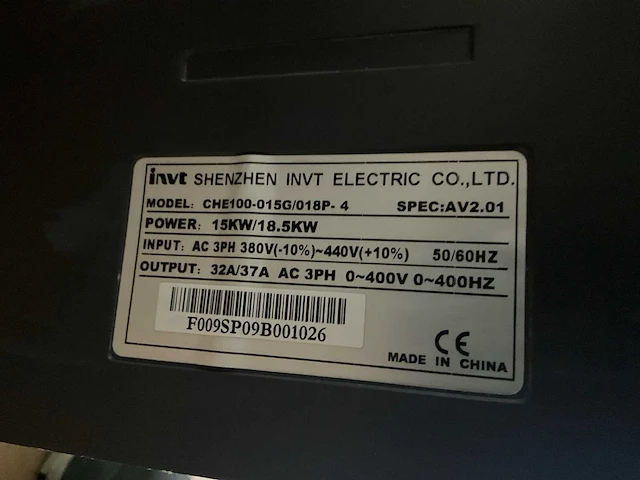 invt SHENZHEN INVT ELECTRIC CO.,LTD.
MODEL: CHE100-015G/018P- 4 SPEC:AV2.01
POWER: 15KW/18.5KW
INPUT: AC 3PH 380V(-10%)~440V(+10%) 50/60HZ
OUTPUT: 32A/37A AC 3PH 0~400V 0~400HZ
F009SP09B001026
CE
MADE IN CHINA